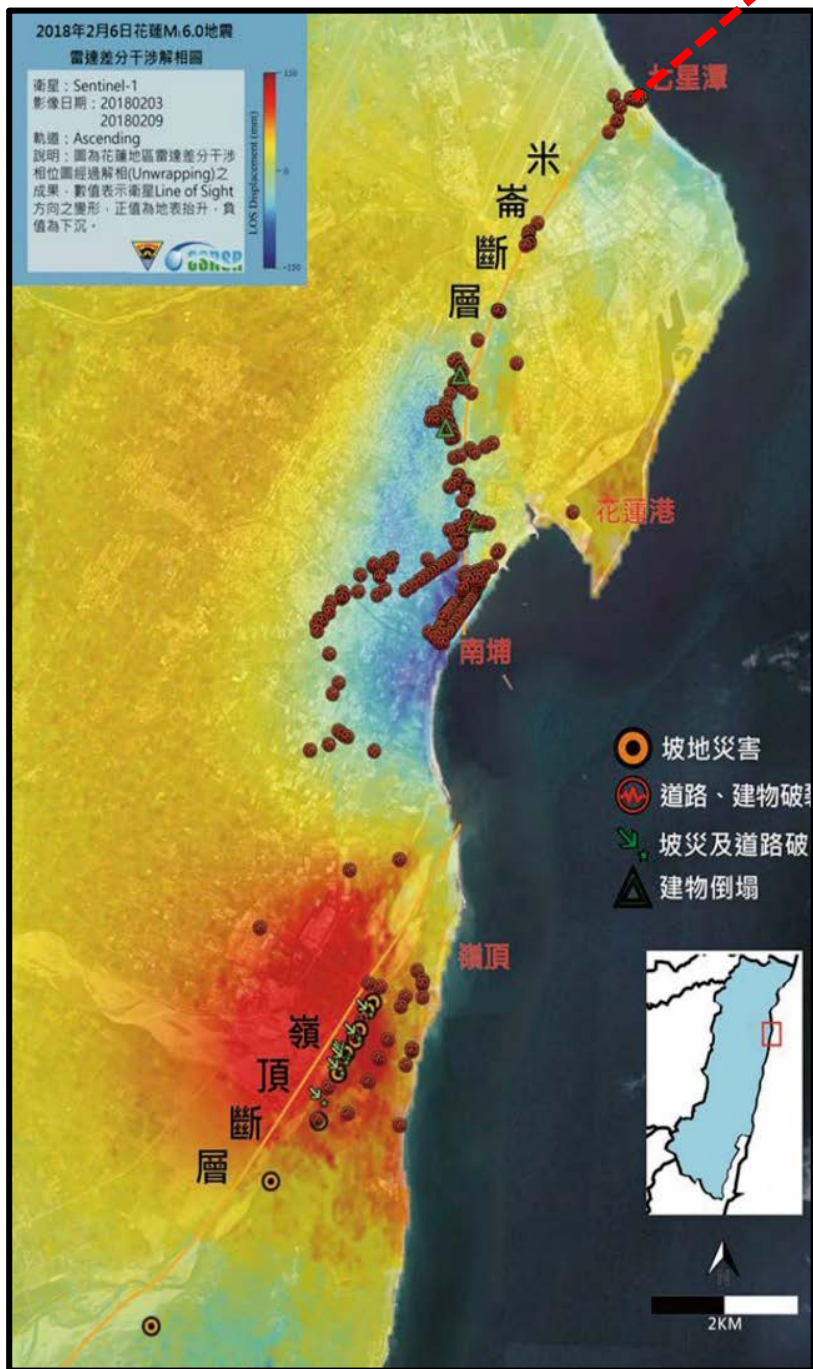 2018年2月6日花蓮ML6.0地震
雷達差分干涉解相圖
衛星：Sentinel-1
影像日期：20180203
20180209
軌道：Ascending
說明：圖為花蓮地區雷達差分干涉
相位圖經過解相(Unwrapping)之
成果，數值表示衛星Line of Sight
方向之變形，正值為地表抬升，負
值為下沉。
CSRSR
150
0
-150
LOS Displacement (mm)
七星潭
米崙斷層
花蓮港
南埔
坡地災害
道路、建物破裂
坡災及道路破
建物倒塌
嶺頂
嶺頂斷層
N
2KM